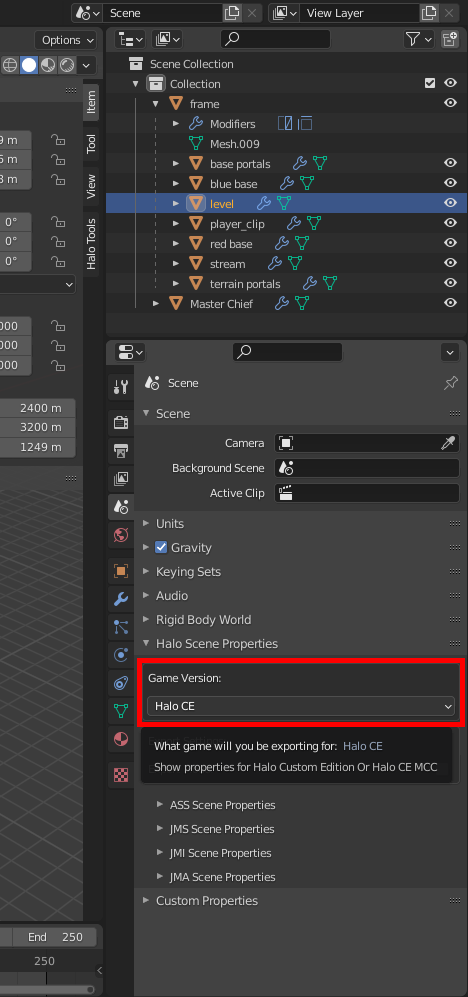 Scene
View Layer
Options
Scene Collection
Collection
Item
frame
Modifiers
9 m
Tool
Mesh.009
5 m
base portals
3 m
View
blue base
level
0°
player_clip
0°
Halo Tools
red base
0°
stream
terrain portals
Master Chief
000
000
000
Scene
2400 m
Scene
3200 m
Camera
1249 m
Background Scene
Active Clip
Units
Gravity
Keying Sets
Audio
Rigid Body World
Halo Scene Properties
Game Version:
Halo CE
What game will you be exporting for: Halo CE
Show properties for Halo Custom Edition Or Halo CE MCC
ASS Scene Properties
JMS Scene Properties
JMI Scene Properties
JMA Scene Properties
Custom Properties
End 250
250